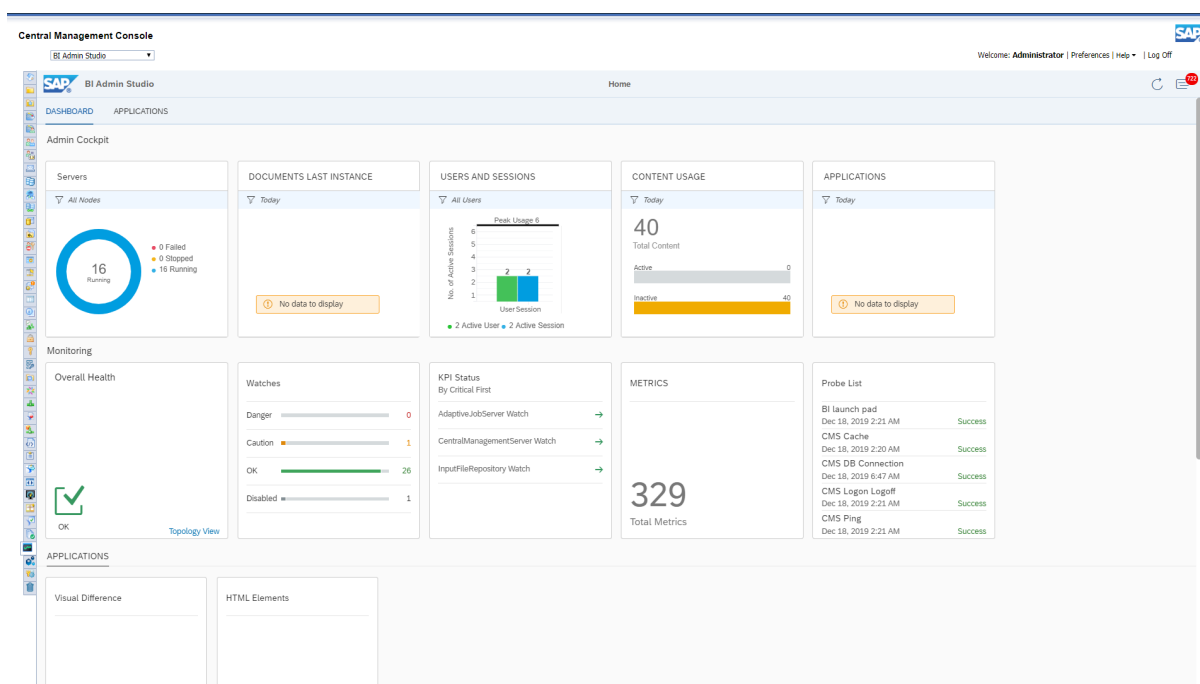 SAP
Central Management Console
BI Admin Studio
Welcome: Administrator | Preferences | Help | Log Off
SAP BI Admin Studio
Home
722
DASHBOARD APPLICATIONS
Admin Cockpit
Servers
All Nodes
16
Running
0 Failed
0 Stopped
16 Running
DOCUMENTS LAST INSTANCE
Today
No data to display
USERS AND SESSIONS
All Users
Peak Usage 6
No. of Active Sessions
6
5
4
3
2
1
2 2
User Session
2 Active User 2 Active Session
CONTENT USAGE
Today
40
Total Content
Active 0
Inactive 40
APPLICATIONS
Today
No data to display
Monitoring
Overall Health
OK
Topology View
Watches
Danger 0
Caution 1
OK 26
Disabled 1
KPI Status
By Critical First
AdaptiveJobServer Watch
CentralManagementServer Watch
InputFileRepository Watch
METRICS
329
Total Metrics
Probe List
BI launch pad
Dec 18, 2019 2:21 AM Success
CMS Cache
Dec 18, 2019 2:20 AM Success
CMS DB Connection
Dec 18, 2019 6:47 AM Success
CMS Logon Logoff
Dec 18, 2019 2:21 AM Success
CMS Ping
Dec 18, 2019 2:21 AM Success
APPLICATIONS
Visual Difference
HTML Elements